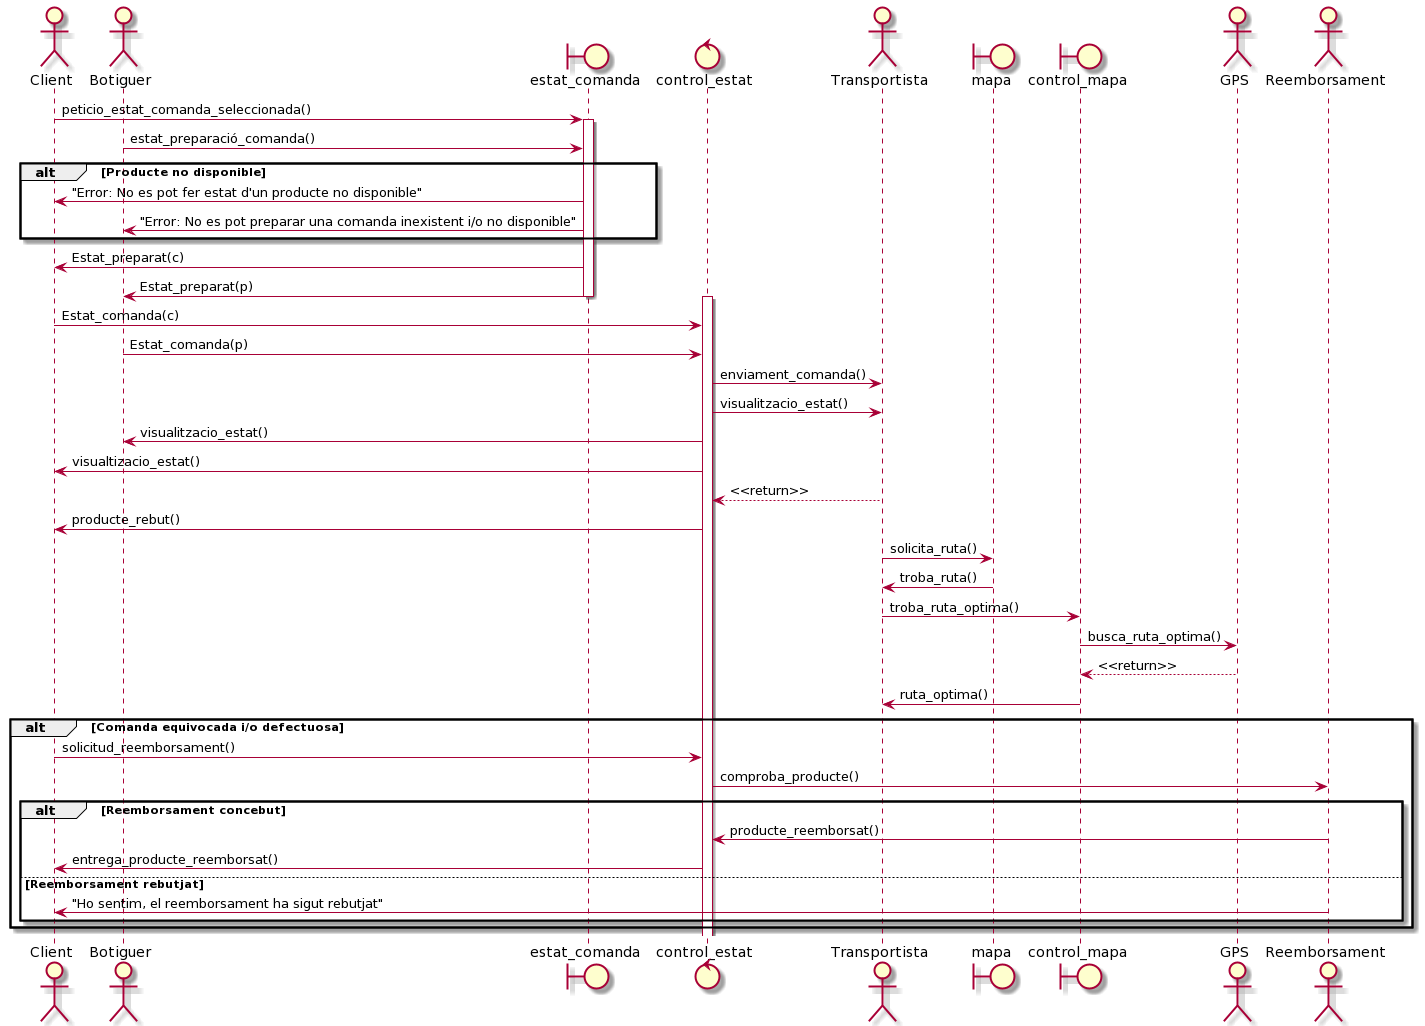 Client Botiguer estat_comanda control_estat Transportista mapa control_mapa GPS Reemborsament
peticio_estat_comanda_seleccionada()
estat_preparació_comanda()
alt [Producte no disponible]
"Error: No es pot fer estat d'un producte no disponible"
"Error: No es pot preparar una comanda inexistent i/o no disponible"
Estat_preparat(c)
Estat_preparat(p)
Estat_comanda(c)
Estat_comanda(p)
enviament_comanda()
visualitzacio_estat()
visualitzacio_estat()
visualtizacio_estat()
<<return>>
producte_rebut()
solicita_ruta()
troba_ruta()
troba_ruta_optima()
busca_ruta_optima()
<<return>>
ruta_optima()
alt [Comanda equivocada i/o defectuosa]
solicitud_reemborsament()
comproba_producte()
alt [Reemborsament concebut]
producte_reemborsat()
entrega_producte_reemborsat()
[Reemborsament rebutjat]
"Ho sentim, el reemborsament ha sigut rebutjat"
Client Botiguer estat_comanda control_estat Transportista mapa control_mapa GPS Reemborsament